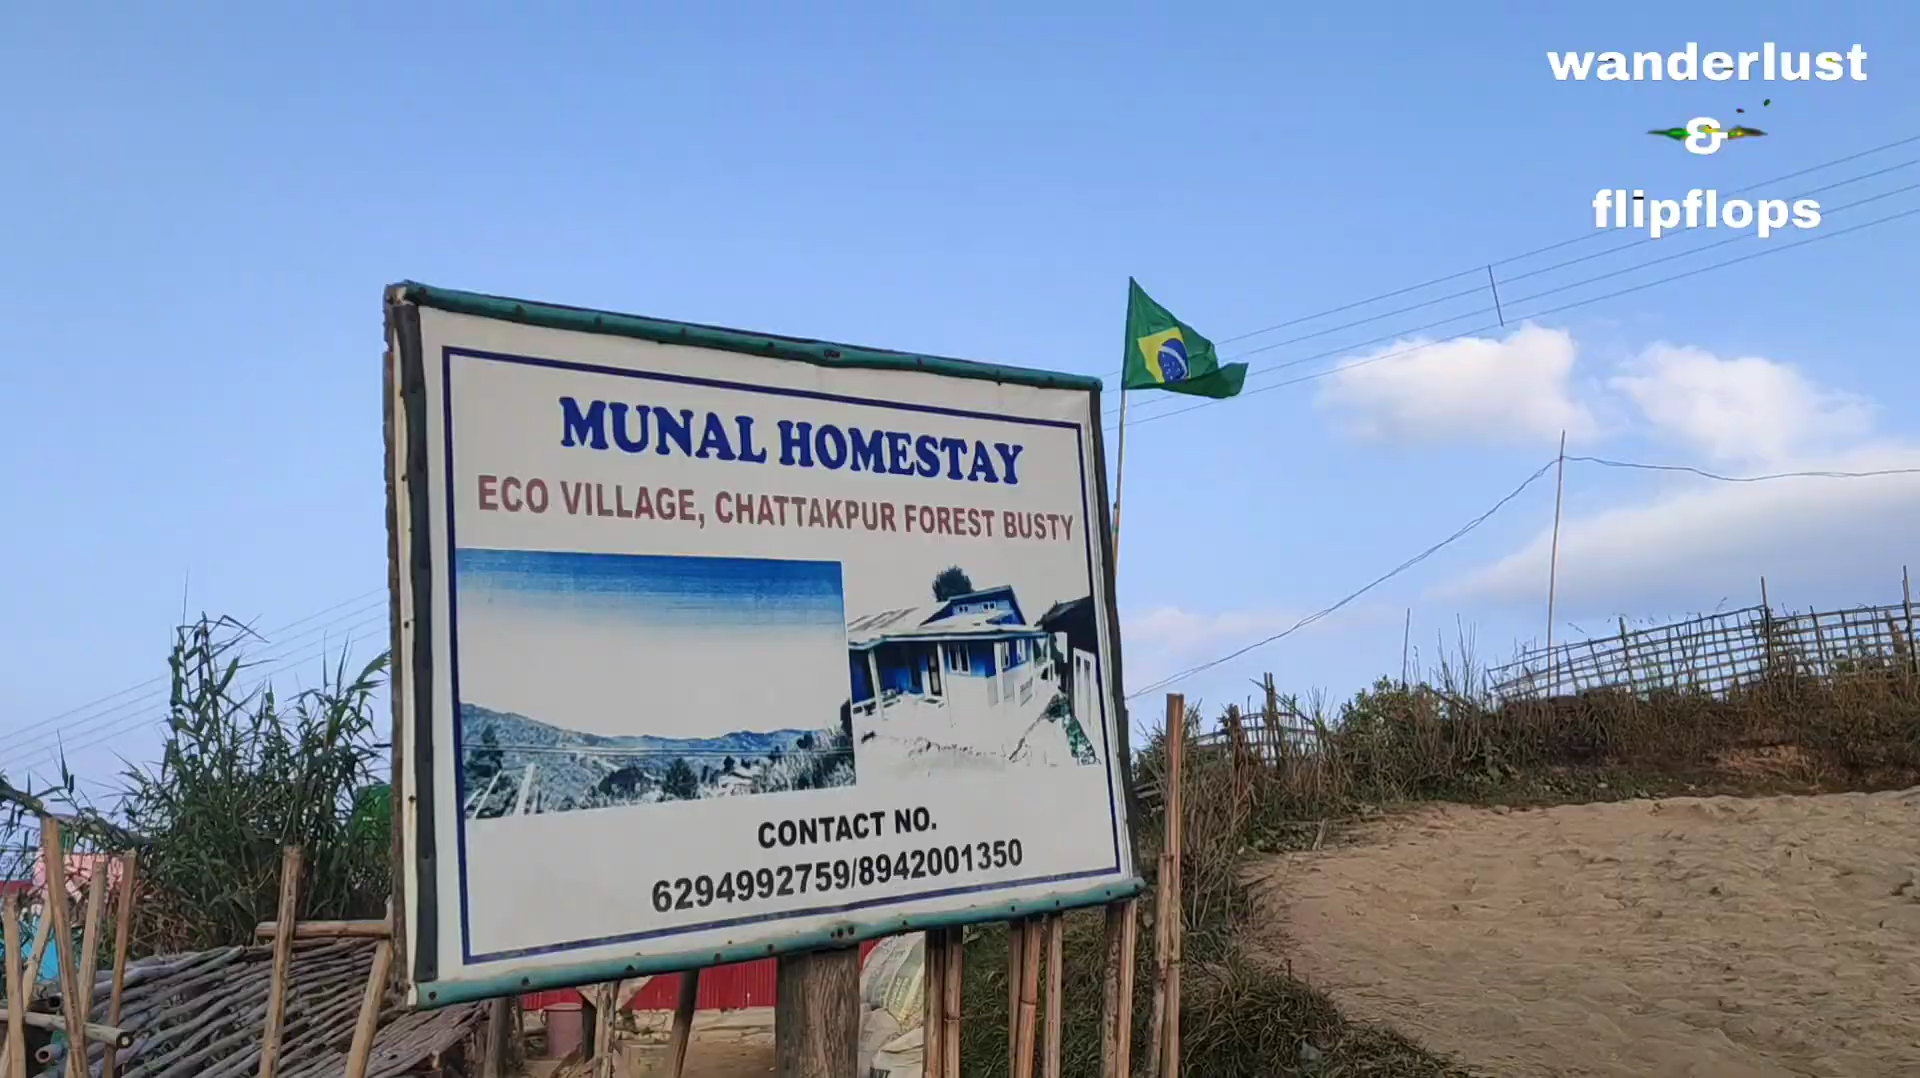 wanderlust
&
flipflops
MUNAL HOMESTAY
ECO VILLAGE, CHATTAKPUR FOREST BUSTY
CONTACT NO.
6294992759/8942001350